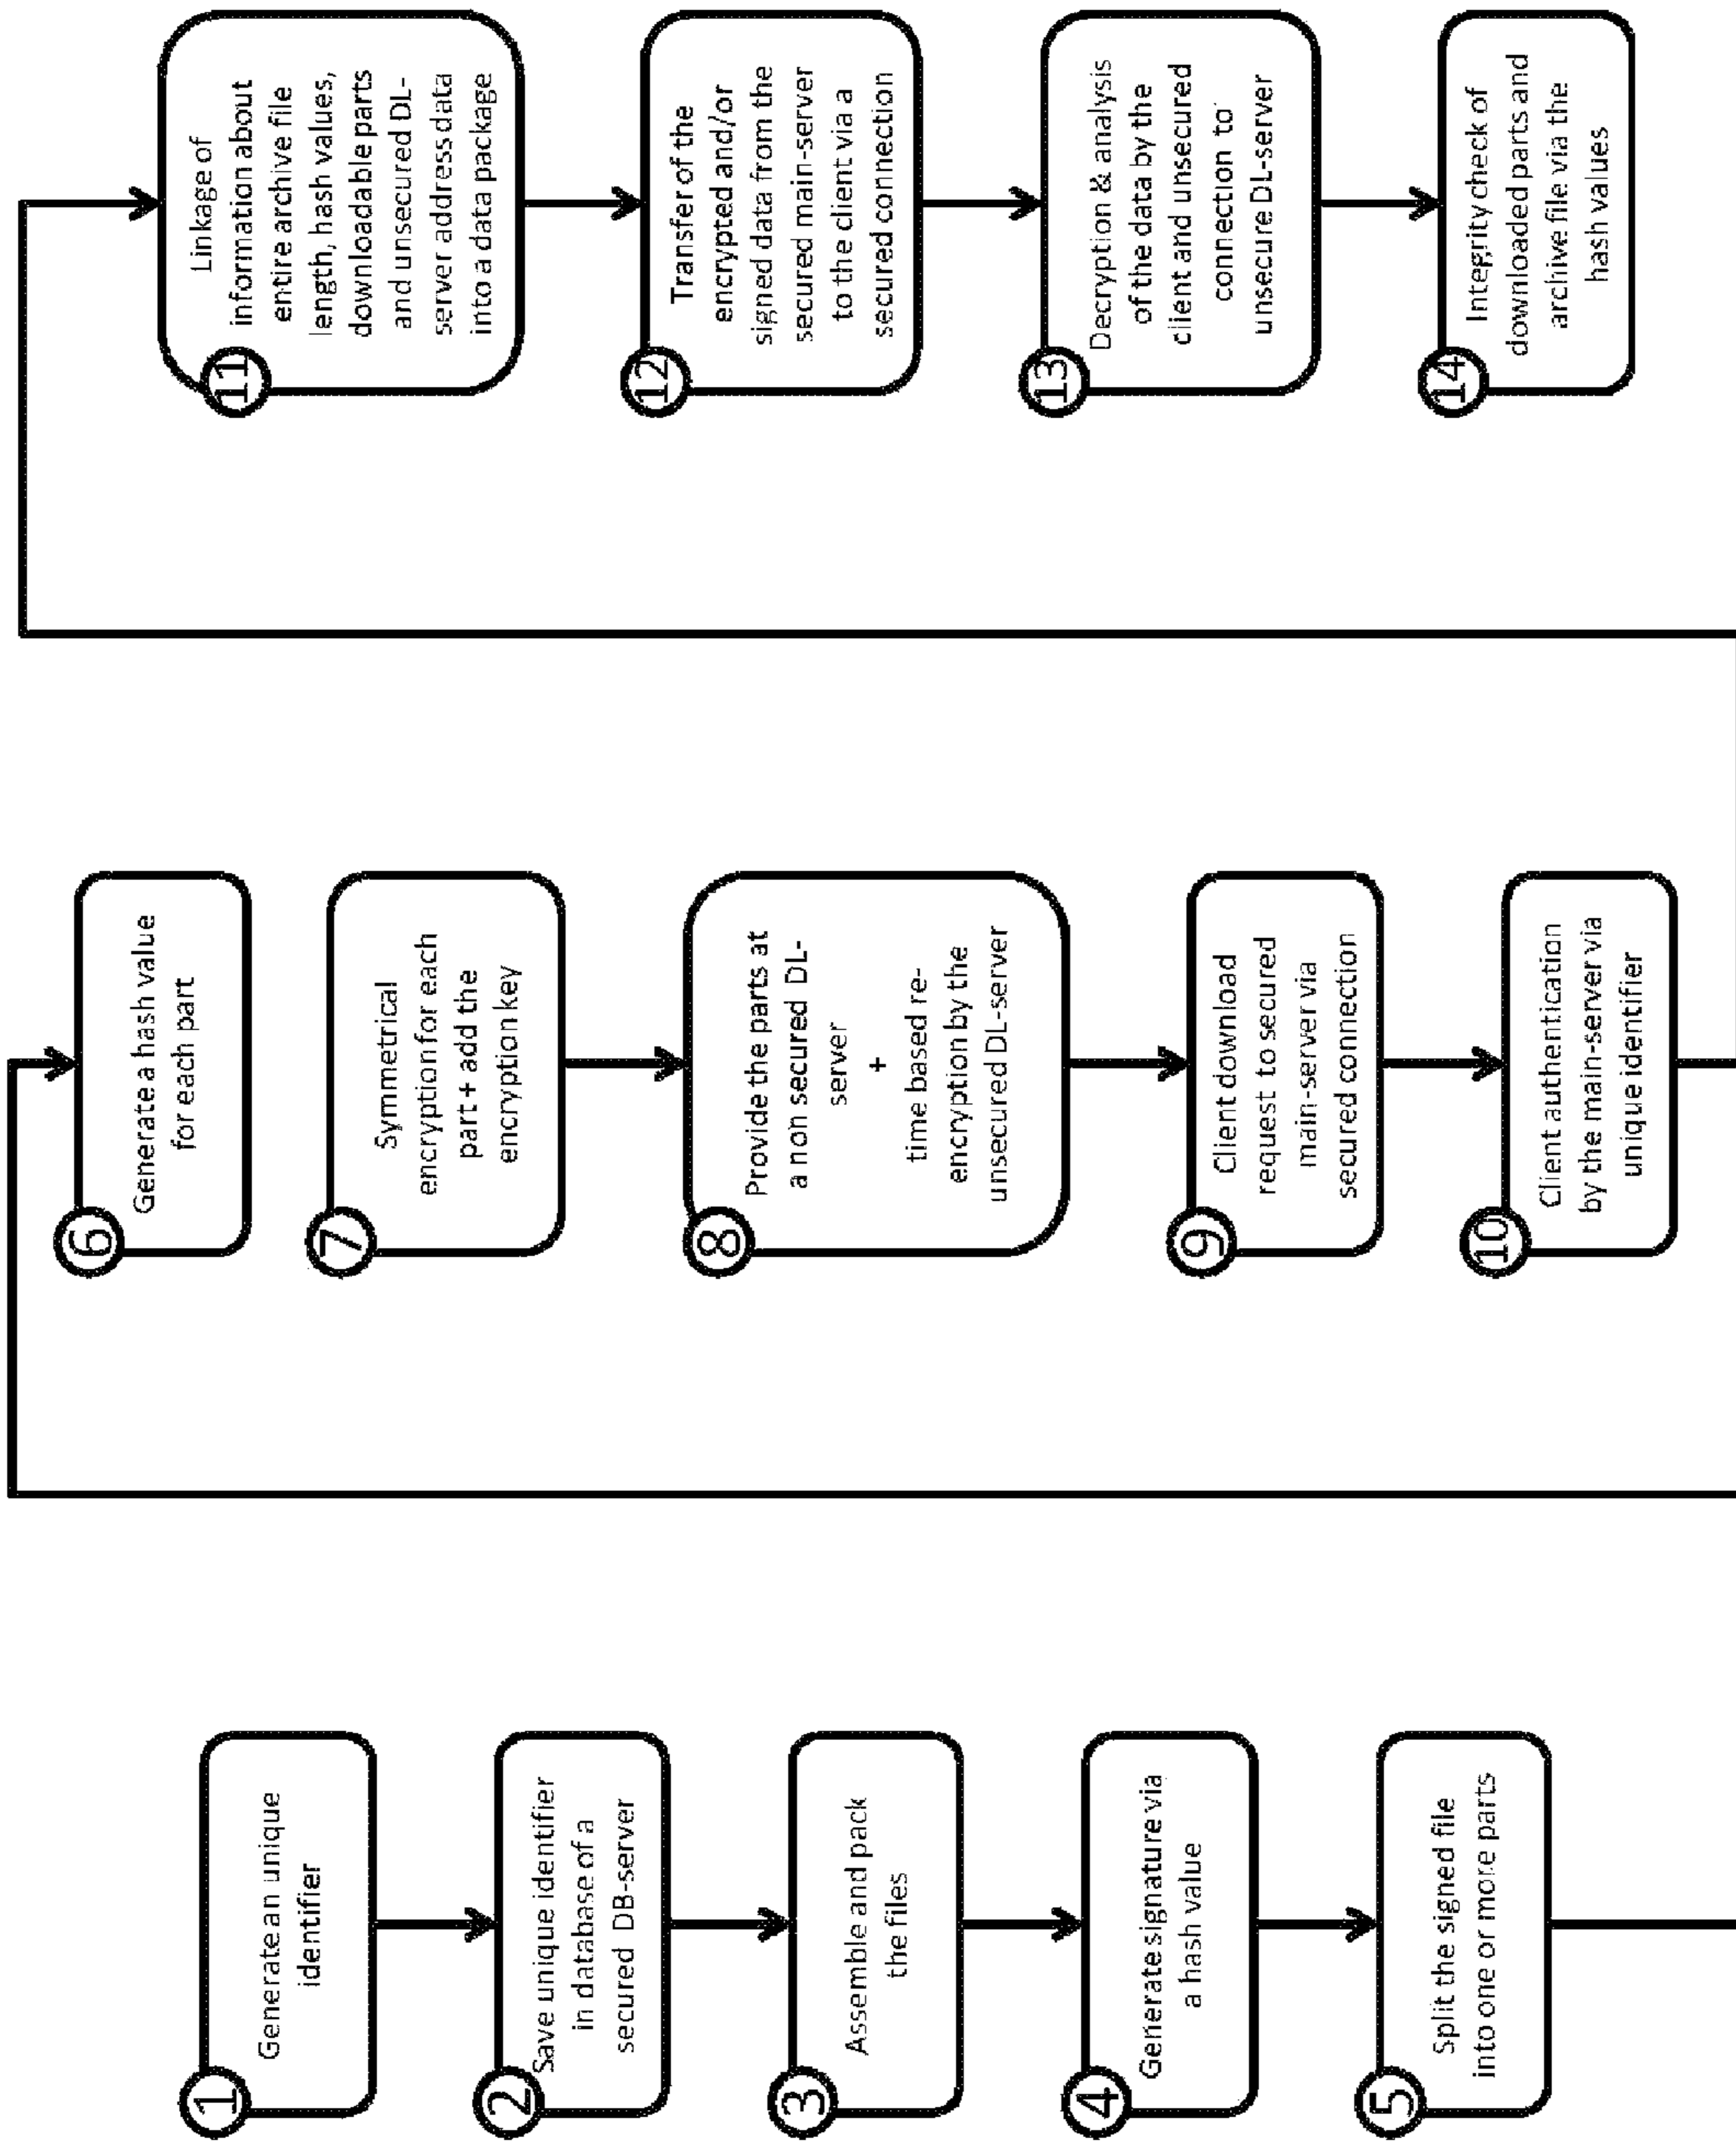 1
Generate an unique
identifier
2
Save unique identifier
in database of a
secured DB-server
3
Assemble and pack
the files
4
Generate signature via
a hash value
5
Split the signed file
into one or more parts
6
Generate a hash value
for each part
7
Symmetrical
encryption for each
part + add the
encryption key
8
Provide the parts at
a non secured DL-
server
+
time based re-
encryption by the
unsecured DL-server
9
Client download
request to secured
main-server via
secured connection
10
Client authentication
by the main-server via
unique identifier
11
Linkage of
information about
entire archive file
length, hash values,
downloadable parts
and unsecured DL-
server address data
into a data package
12
Transfer of the
encrypted and/or
signed data from the
secured main-server
to the client via a
secured connection
13
Decryption & analysis
of the data by the
client and unsecured
connection to
unsecure DL-server
14
Integrity check of
downloaded parts and
archive file via the
hash values